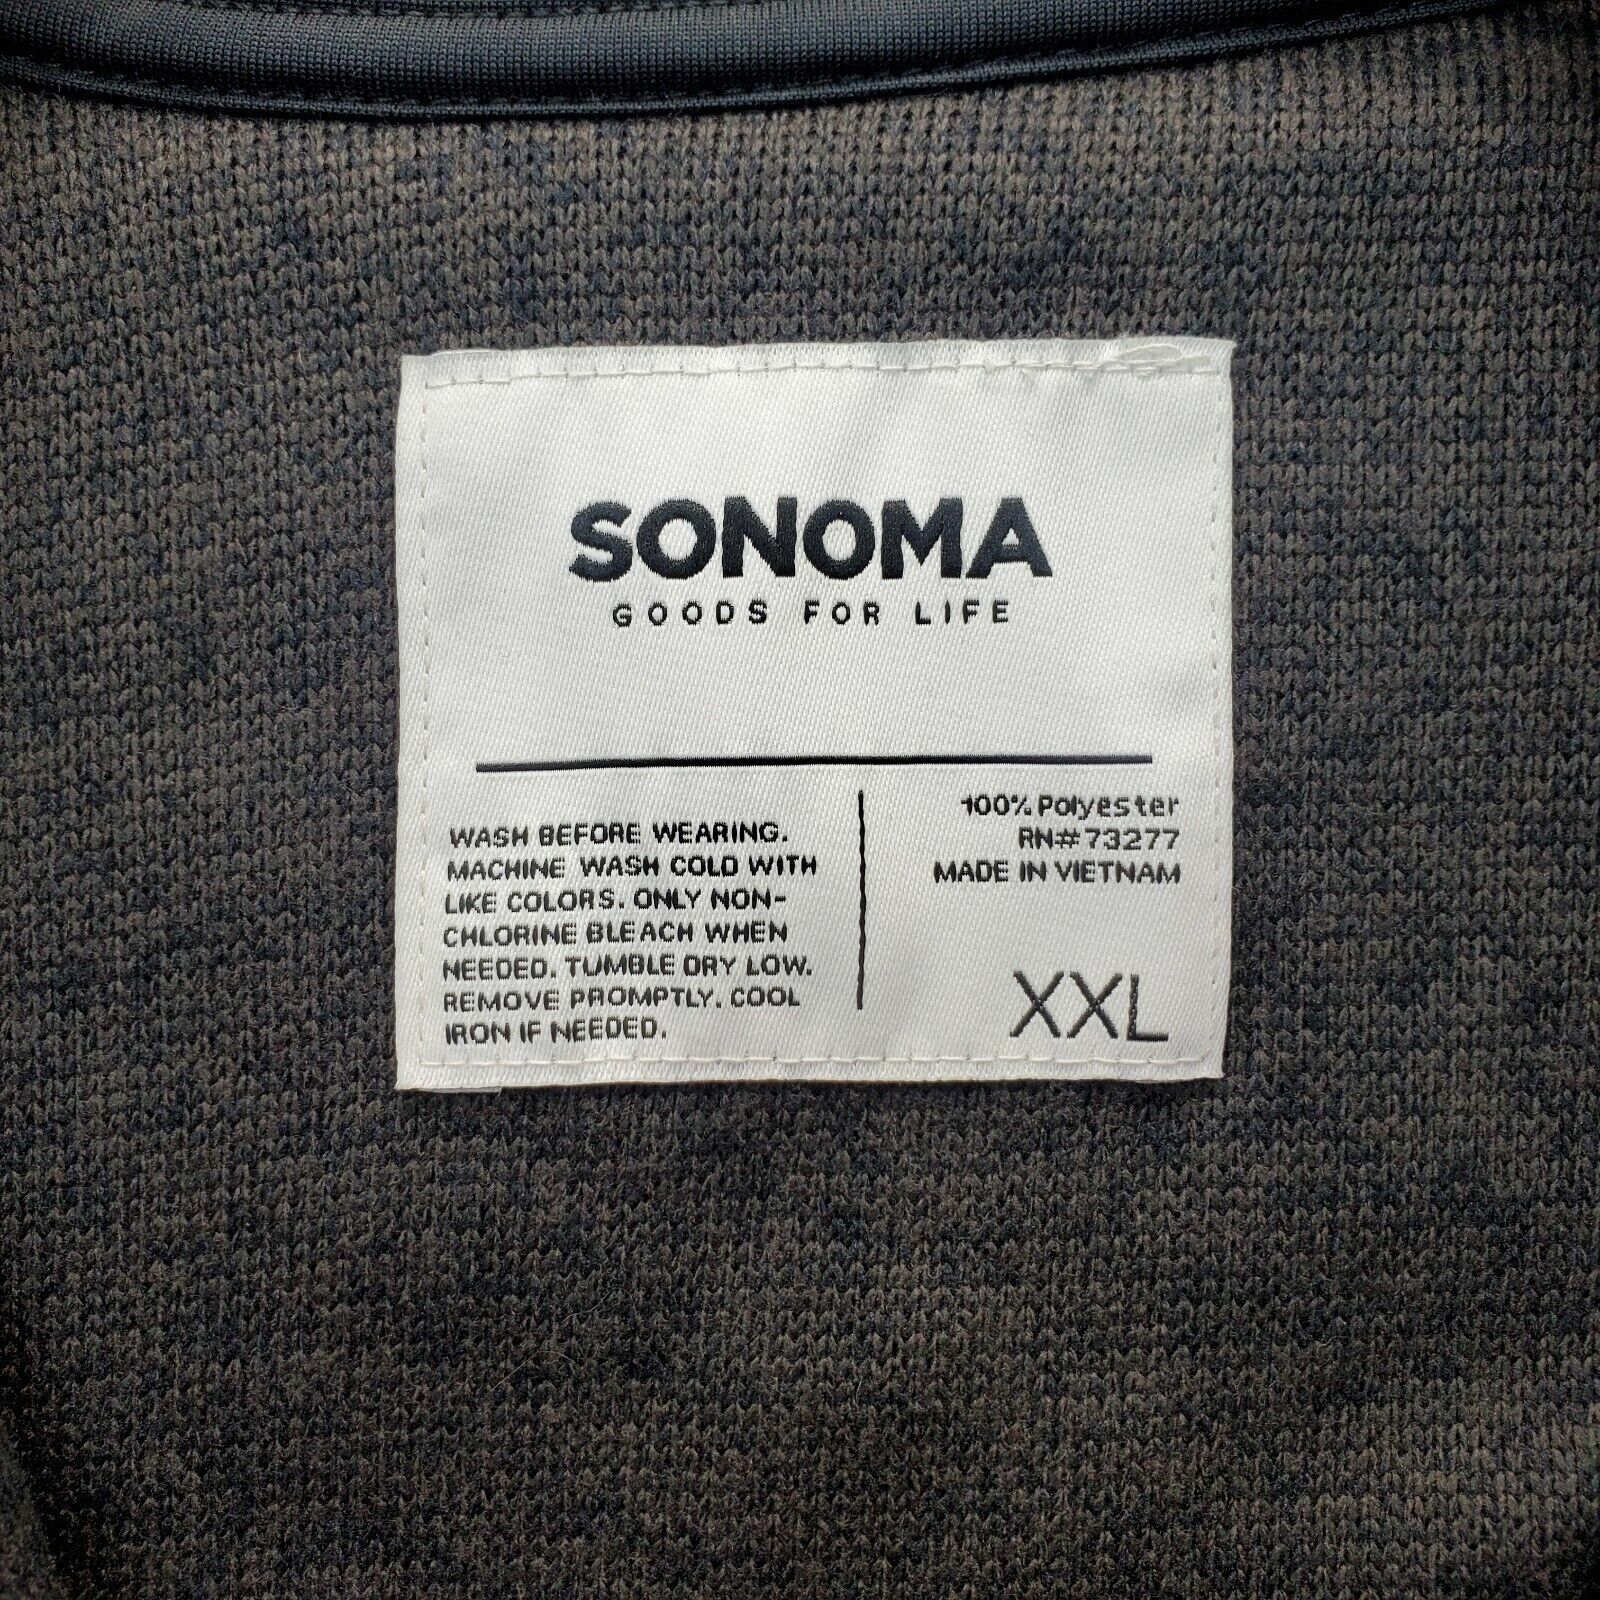 SONOMA
GOODS FOR LIFE
WASH BEFORE WEARING.
MACHINE WASH COLD WITH
LIKE COLORS. ONLY NON-
CHLORINE BLEACH WHEN
NEEDED. TUMBLE DRY LOW.
REMOVE PROMPTLY. COOL
IRON IF NEEDED.
100% Polyester
RN# 73277
MADE IN VIETNAM
XXL